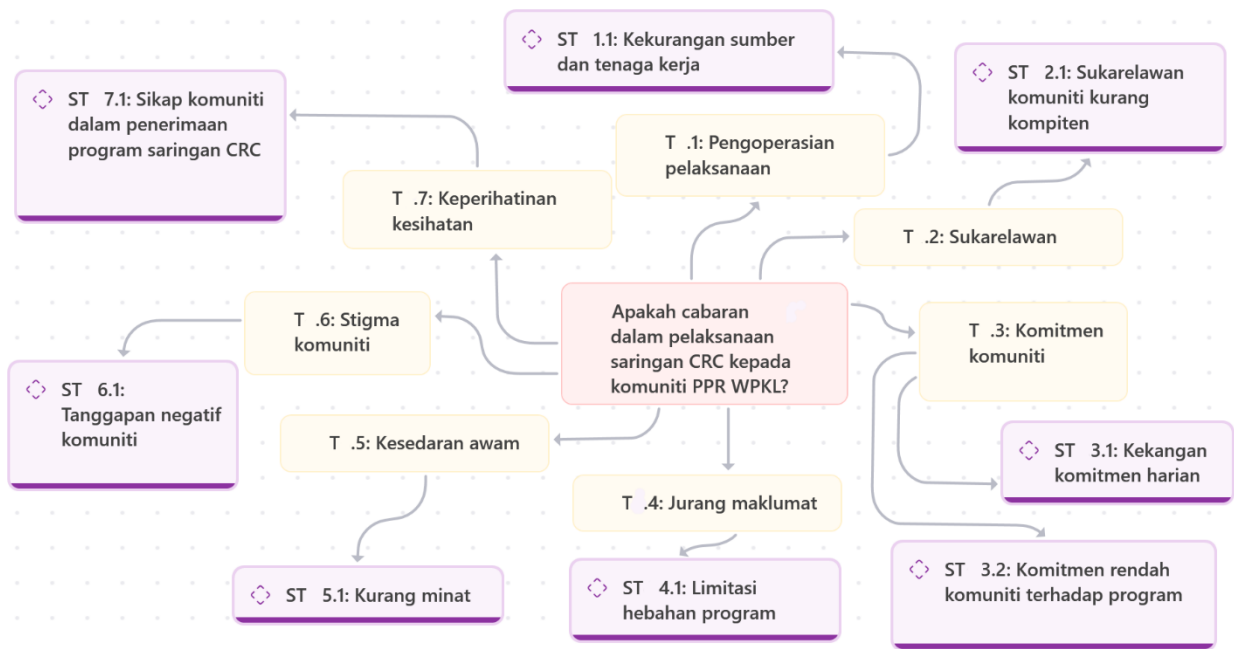 ST 1.1: Kekurangan sumber
dan tenaga kerja
ST 2.1: Sukarelawan
komuniti kurang
kompiten
ST 7.1: Sikap komuniti
dalam penerimaan
program saringan CRC
T .1: Pengoperasian
pelaksanaan
T .7: Keperihatinan
kesihatan
T .2: Sukarelawan
Apakah cabaran
dalam pelaksanaan
saringan CRC kepada
komuniti PPR WPKL?
T .6: Stigma
komuniti
T .3: Komitmen
komuniti
ST 6.1:
Tanggapan negatif
komuniti
T .5: Kesedaran awam
ST 3.1: Kekangan
komitmen harian
T .4: Jurang maklumat
ST 5.1: Kurang minat
ST 4.1: Limitasi
hebahan program
ST 3.2: Komitmen rendah
komuniti terhadap program